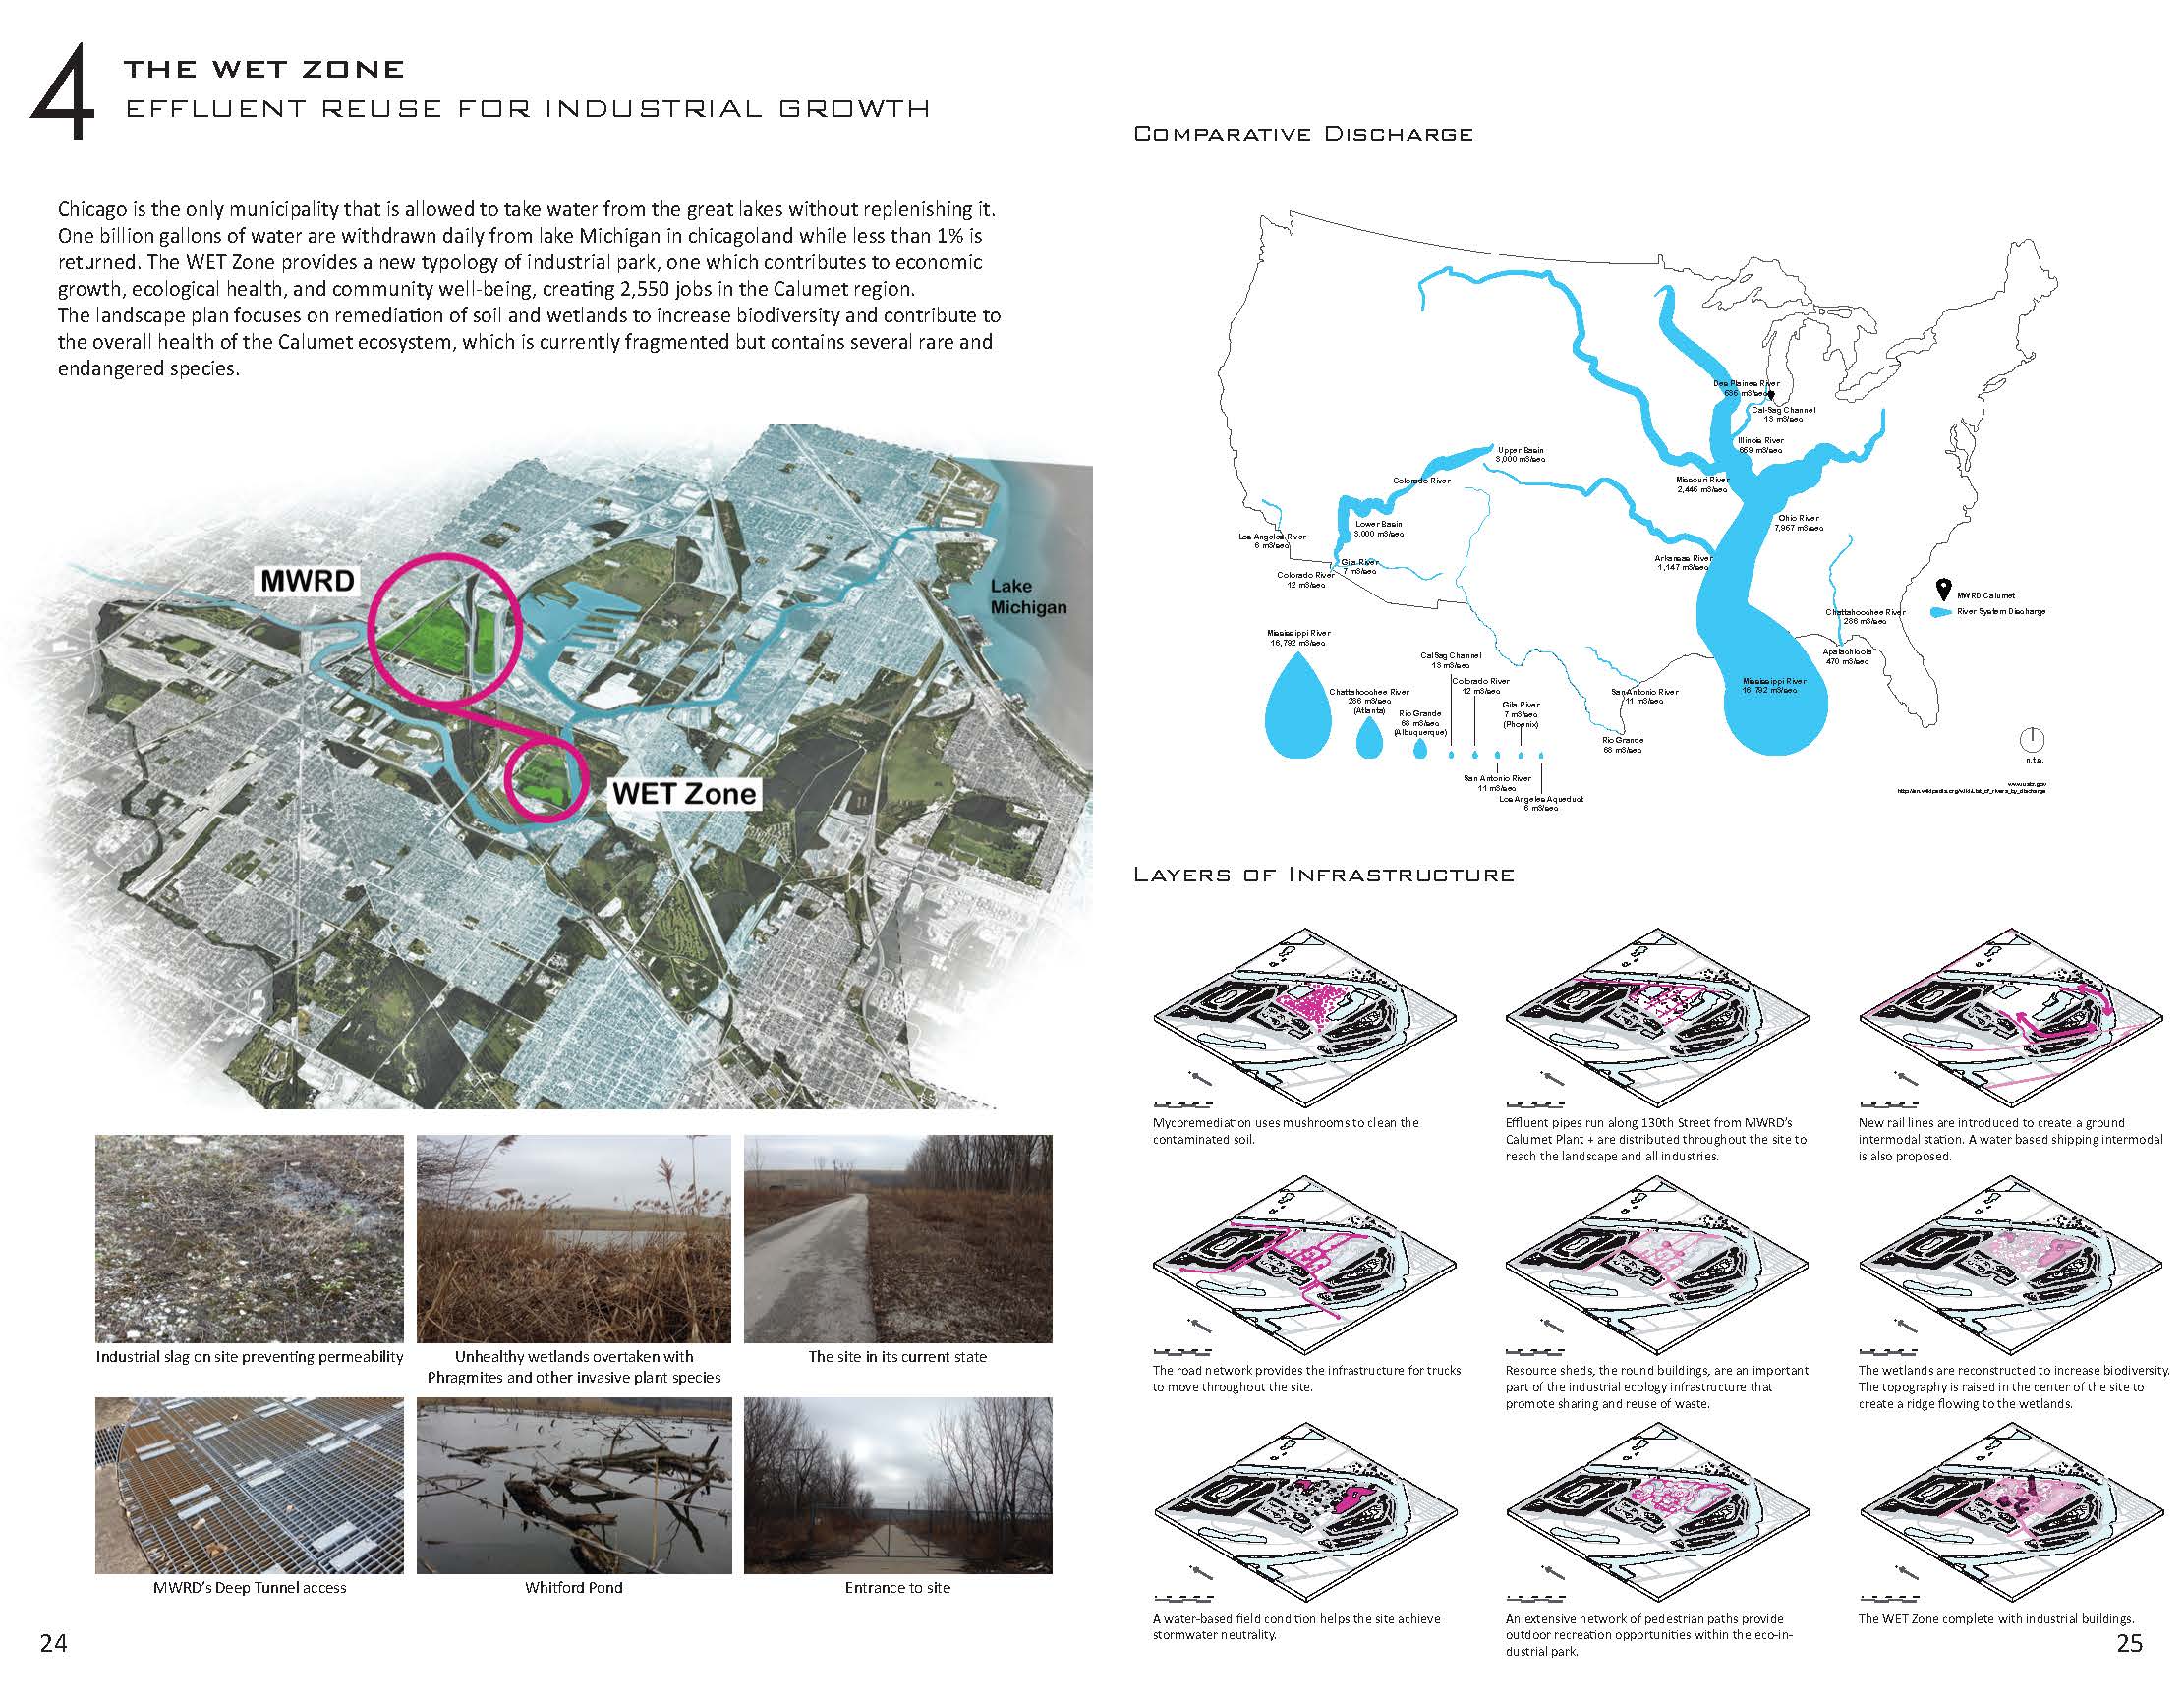 4
THE WET ZONE
EFFLUENT REUSE FOR INDUSTRIAL GROWTH
Chicago is the only municipality that is allowed to take water from the great lakes without replenishing it.
One billion gallons of water are withdrawn daily from lake Michigan in chicagoland while less than 1% is
returned. The WET Zone provides a new typology of industrial park, one which contributes to economic
growth, ecological health, and community well-being, creating 2,550 jobs in the Calumet region.
The landscape plan focuses on remediation of soil and wetlands to increase biodiversity and contribute to
the overall health of the Calumet ecosystem, which is currently fragmented but contains several rare and
endangered species.
MWRD
Lake
Michigan
WET Zone
Industrial slag on site preventing permeability
Unhealthy wetlands overtaken with
Phragmites and other invasive plant species
The site in its current state
MWRD's Deep Tunnel access
Whitford Pond
Entrance to site
24
COMPARATIVE DISCHARGE
Des Plaines River
m3/sec
Cal-Sag Channel
13 m3/sec
Illinois River
659 m3/sec
Upper Basin
3,000 m3/sec
Colorado River
Missouri River
2,445 m3/sec
Lower Basin
3,000 m3/sec
Ohio River
7,957 m3/sec
Los Angeles River
6 m3/sec
Gila River
7 m3/sec
Colorado River
12 m3/sec
Arkansas River
1,147 m3/sec
MWRD Calumet
River System Discharge
Chattahoochee River
286 m3/sec
Apalachicola
470 m3/sec
Mississippi River
16,792 m3/sec
Mississippi River
16,792 m3/sec
San Antonio River
11 m3/sec
Rio Grande
68 m3/sec
Chattahoochee River
286 m3/sec
(Atlanta)
Rio Grande
68 m3/sec
(Albuquerque)
Cal Sag Channel
13 m3/sec
Colorado River
12 m3/sec
Gila River
7 m3/sec
(Phoenix)
San Antonio River
11 m3/sec
Los Angeles Aqueduct
6 m3/sec
n.t.s.
http://en.wikipedia.org/wiki/List_of_rivers_by_discharge
LAYERS OF INFRASTRUCTURE
Mycoremediation uses mushrooms to clean the
contaminated soil.
Effluent pipes run along 130th Street from MWRD's
Calumet Plant + are distributed throughout the site to
reach the landscape and all industries.
New rail lines are introduced to create a ground
intermodal station. A water based shipping intermodal
is also proposed.
The road network provides the infrastructure for trucks
to move throughout the site.
Resource sheds, the round buildings, are an important
part of the industrial ecology infrastructure that
promote sharing and reuse of waste.
The wetlands are reconstructed to increase biodiversity.
The topography is raised in the center of the site to
create a ridge flowing to the wetlands.
A water-based field condition helps the site achieve
stormwater neutrality.
An extensive network of pedestrian paths provide
outdoor recreation opportunities within the eco-in-
dustrial park.
The WET Zone complete with industrial buildings.
25